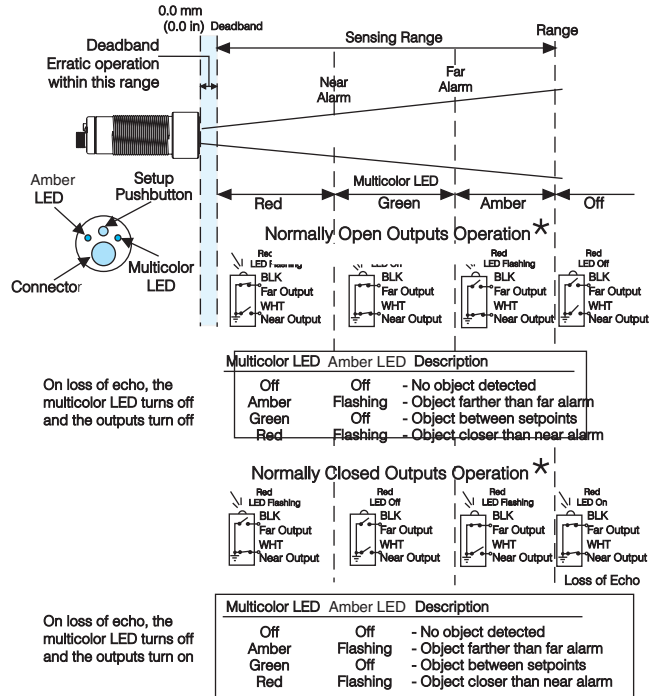 0.0 mm
(0.0 in) Deadband
Range
Sensing Range
Deadband
Erratic operation
within this range
Near
Alarm
Far
Alarm
Amber
LED
Setup
Pushbutton
Multicolor LED
Red Green Amber Off
Normally Open Outputs Operation*
Connector
Multicolor
LED
Red
LED Flashing
BLK
Far Output
WHT
Near Output
LED Off
BLK
Far Output
WHT
Near Output
Red
LED Flashing
BLK
Far Output
WHT
Near Output
Red
LED Off
BLK
Far Output
WHT
Near Output
On loss of echo, the
multicolor LED turns off
and the outputs turn off
Multicolor LED Amber LED Description
Off Off - No object detected
Amber Flashing - Object farther than far alarm
Green Off - Object between setpoints
Red Flashing - Object closer than near alarm
Normally Closed Outputs Operation*
Red
LED Flashing
BLK
Far Output
WHT
Near Output
Red
LED Off
BLK
Far Output
WHT
Near Output
Red
LED Flashing
BLK
Far Output
WHT
Near Output
Red
LED On
BLK
Far Output
WHT
Near Output
Loss of Echo
On loss of echo, the
multicolor LED turns off
and the outputs turn on
Multicolor LED Amber LED Description
Off Off - No object detected
Amber Flashing - Object farther than far alarm
Green Off - Object between setpoints
Red Flashing - Object closer than near alarm